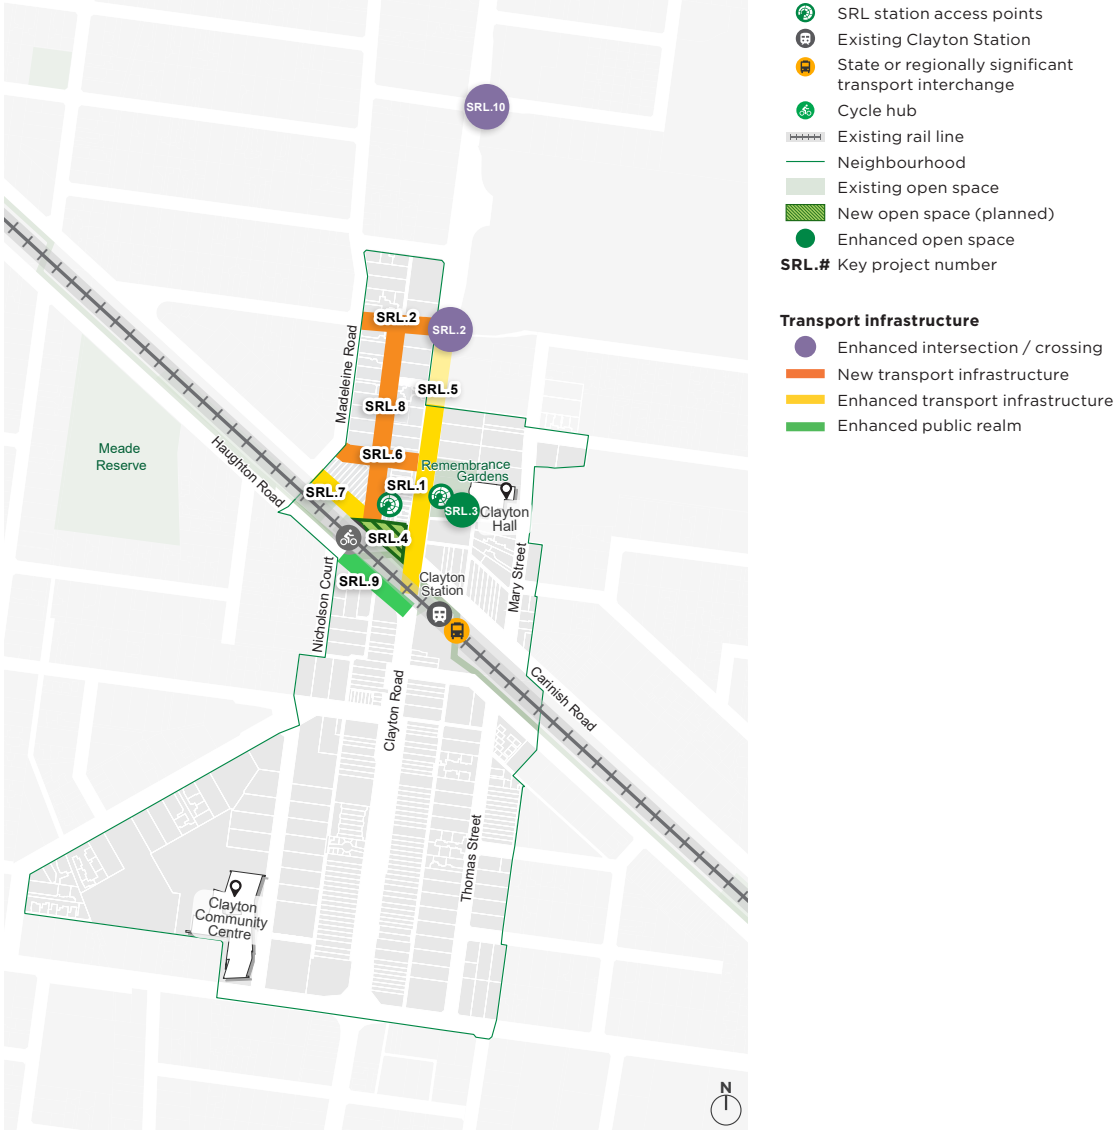 SRL station access points
Existing Clayton Station
State or regionally significant
transport interchange
Cycle hub
Existing rail line
Neighbourhood
Existing open space
New open space (planned)
Enhanced open space
SRL.# Key project number
Transport infrastructure
Enhanced intersection / crossing
New transport infrastructure
Enhanced transport infrastructure
Enhanced public realm
SRL.10
SRL.2
SRL.2
Madeleine Road
SRL.5
SRL.8
Meade
Reserve
Haughton Road
SRL.6
Remembrance
Gardens
SRL.7
SRL.1
SRL.3
Clayton
Hall
SRL.4
SRL.9
Clayton
Station
Nicholson Court
Mary Street
Clayton Road
Carinish Road
Thomas Street
Clayton
Community
Centre
N